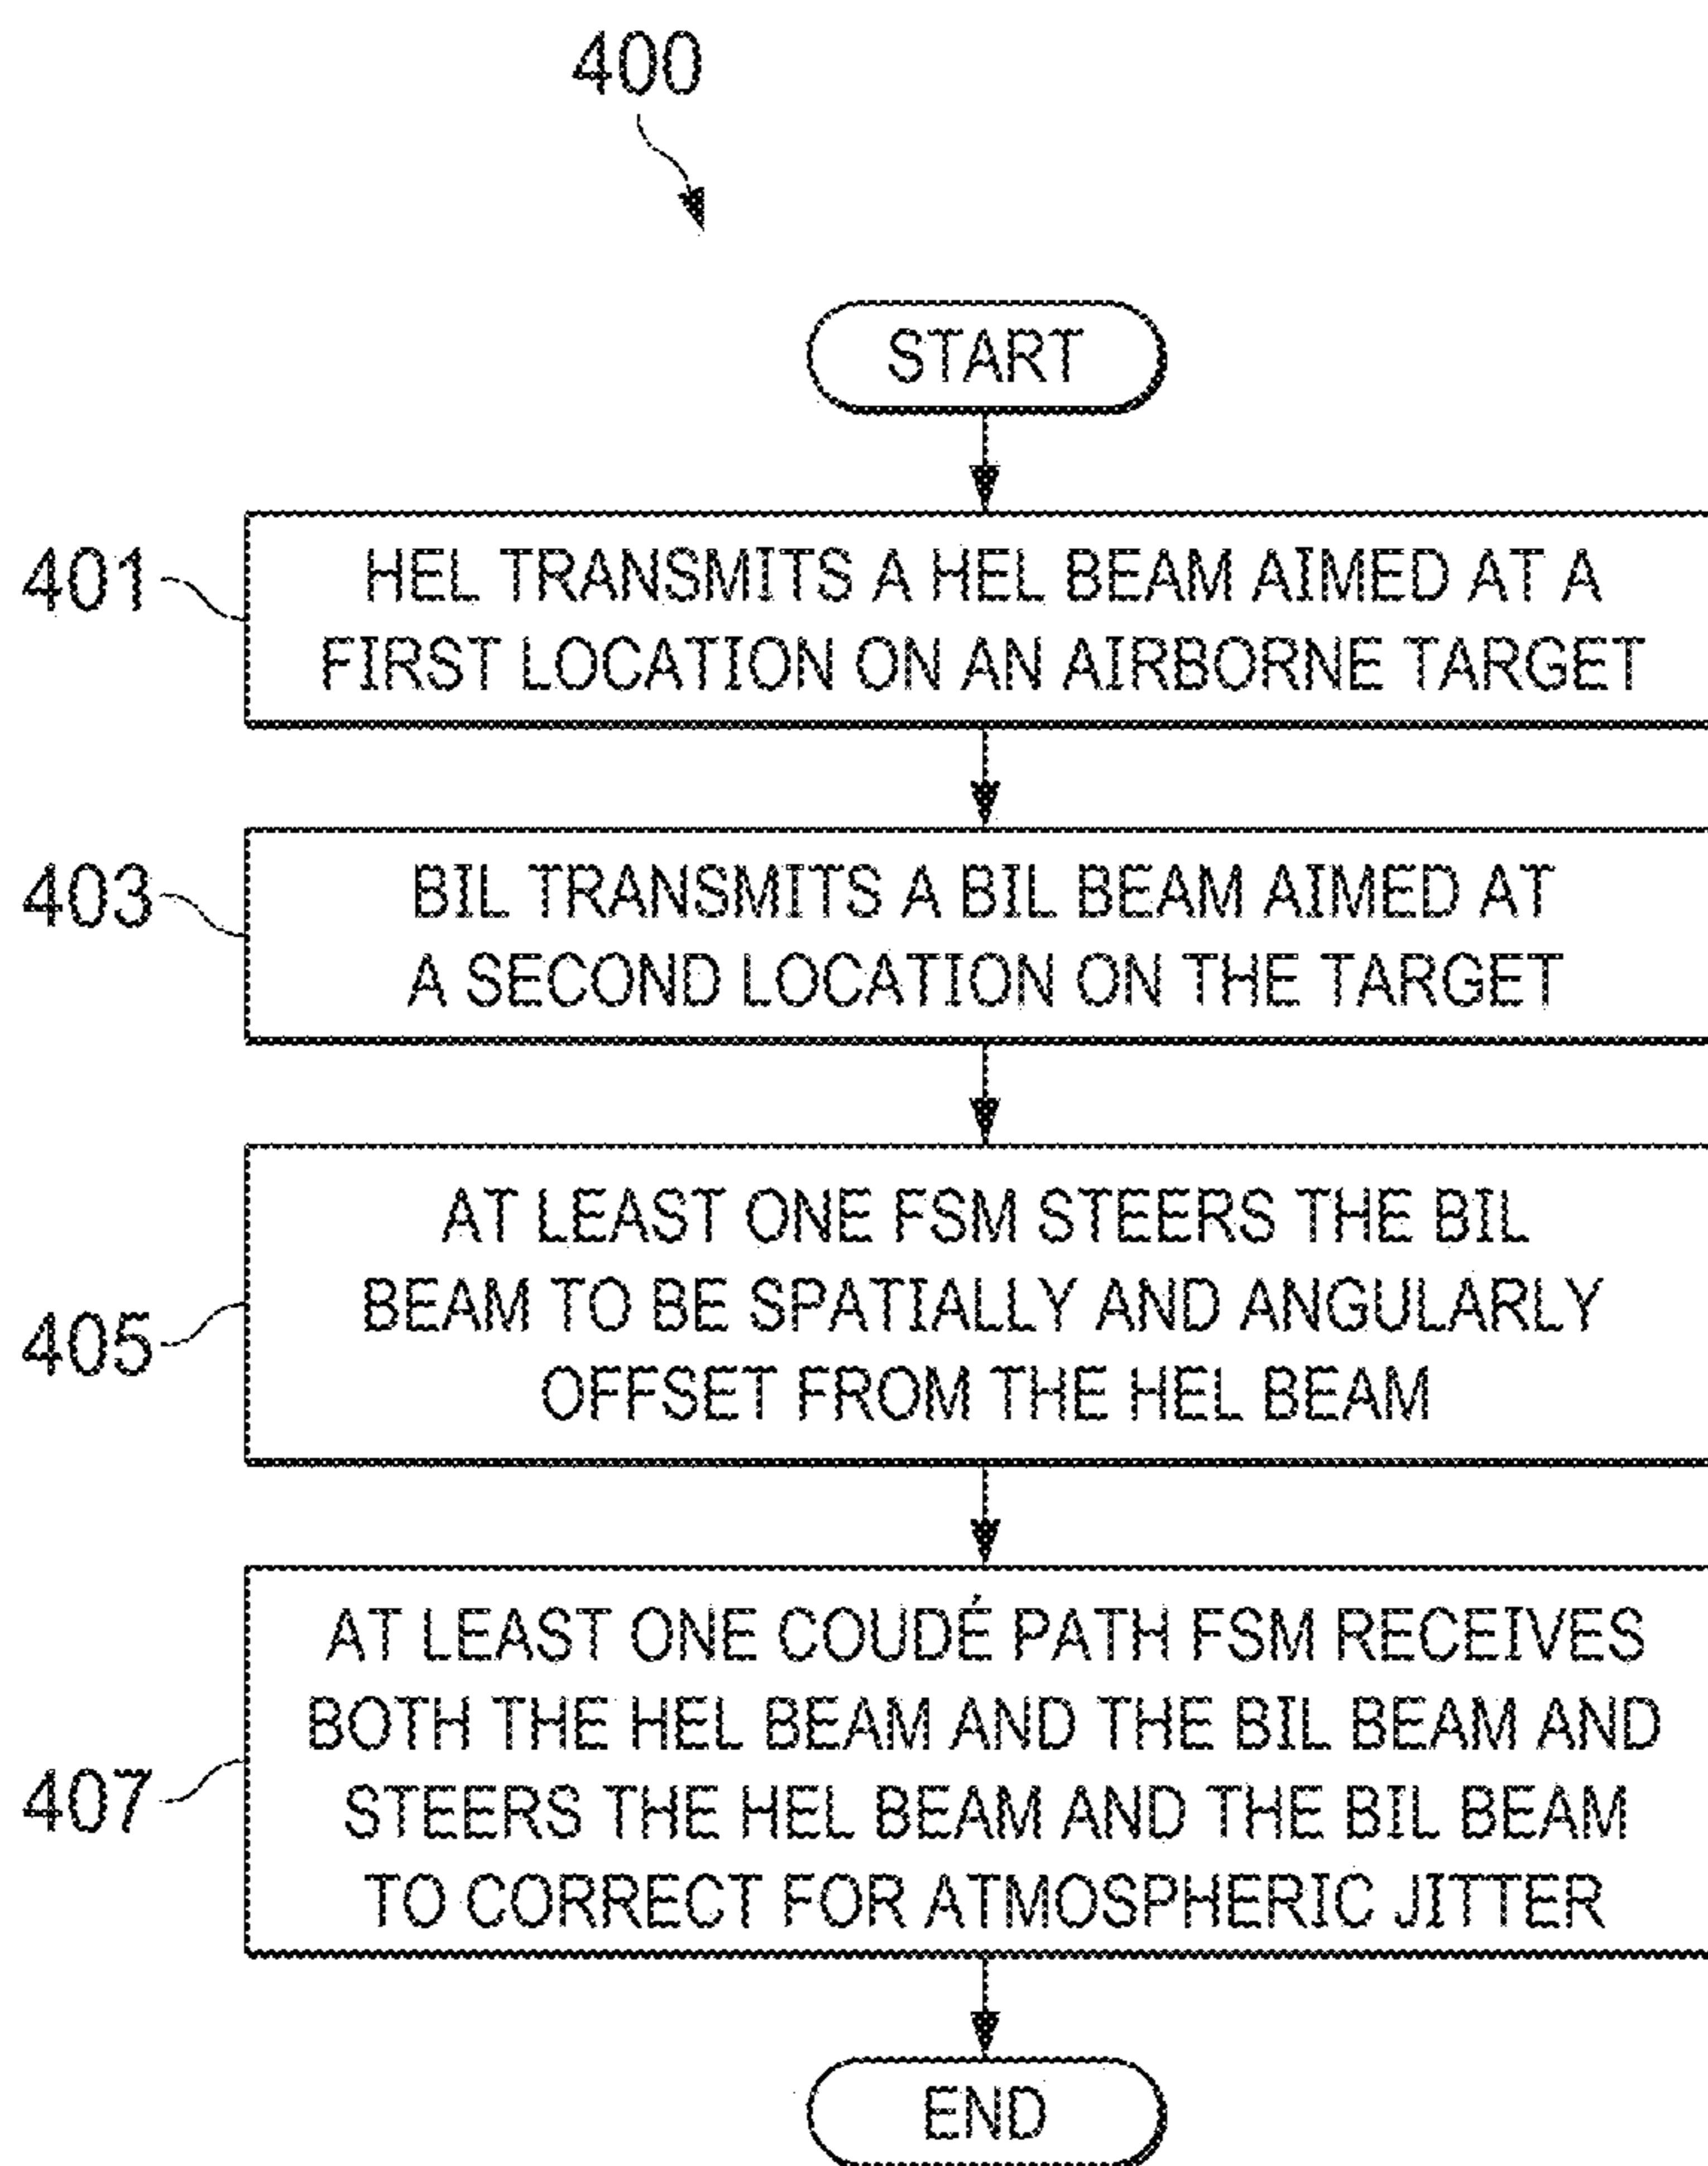 400
START
401
HEL TRANSMITS A HEL BEAM AIMED AT A
FIRST LOCATION ON AN AIRBORNE TARGET
403
BIL TRANSMITS A BIL BEAM AIMED AT
A SECOND LOCATION ON THE TARGET
405
AT LEAST ONE FSM STEERS THE BIL
BEAM TO BE SPATIALLY AND ANGULARLY
OFFSET FROM THE HEL BEAM
407
AT LEAST ONE COUDÉ PATH FSM RECEIVES
BOTH THE HEL BEAM AND THE BIL BEAM AND
STEERS THE HEL BEAM AND THE BIL BEAM
TO CORRECT FOR ATMOSPHERIC JITTER
END